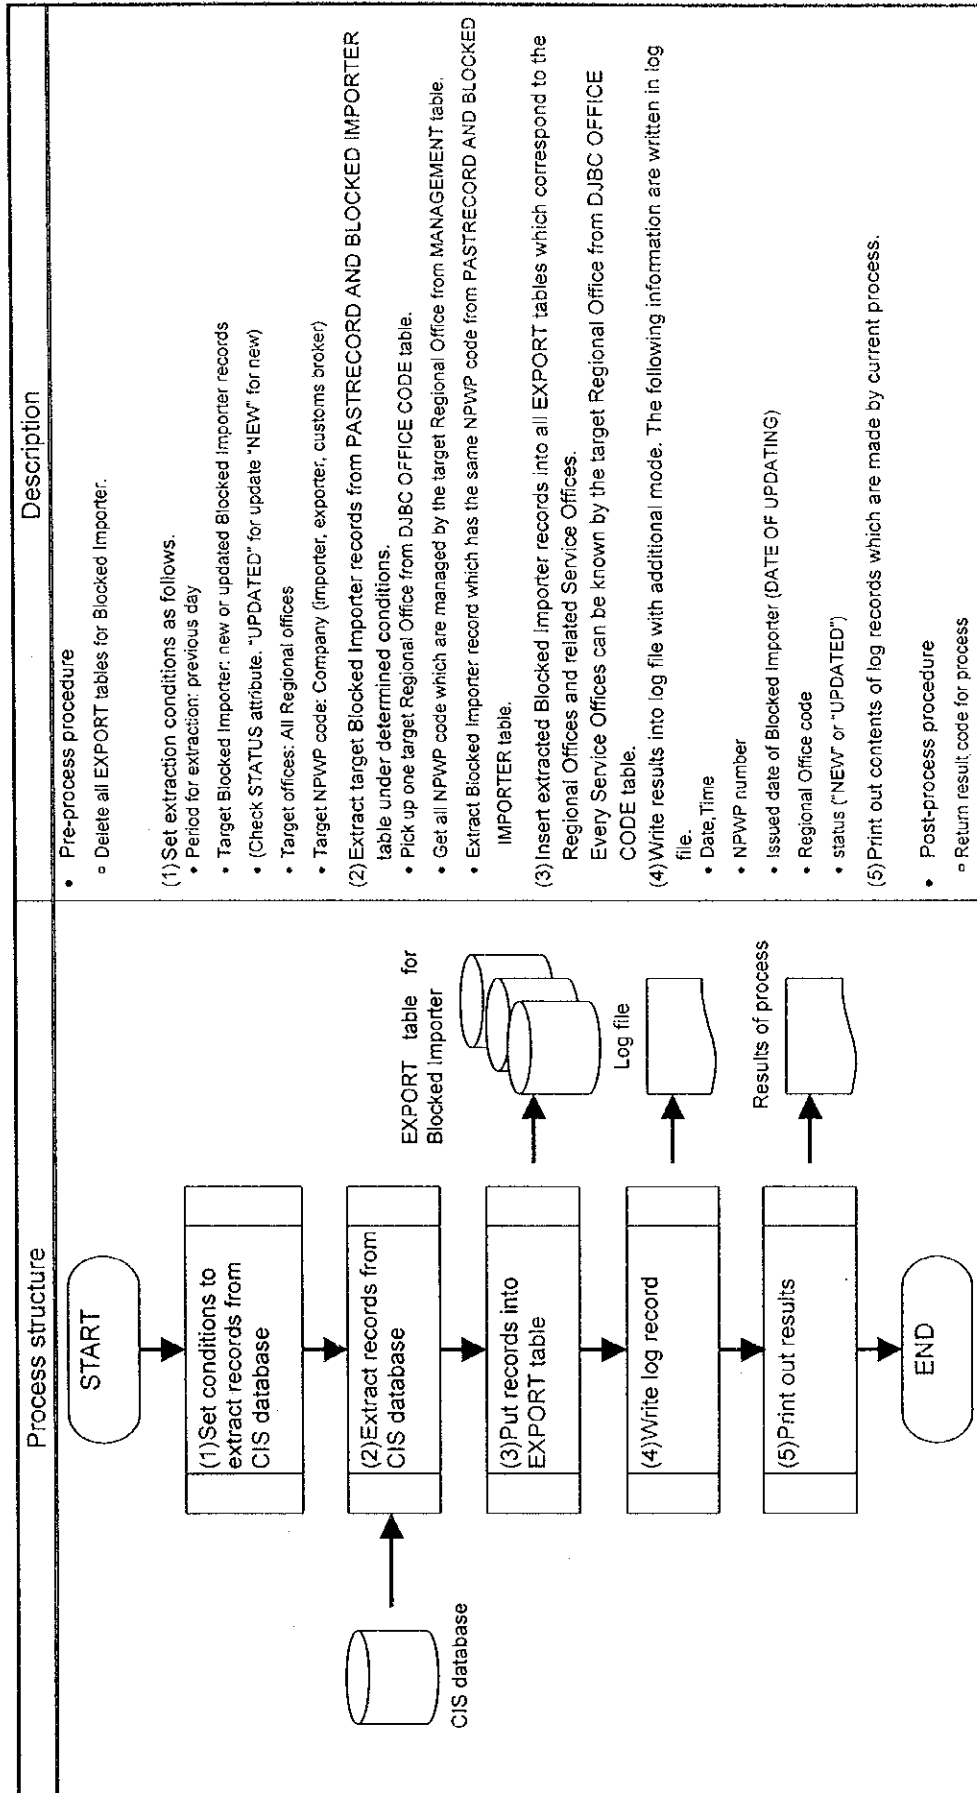 Process structure
Description
START
(1)Set conditions to
extract records from
CIS database
(2)Extract records from
CIS database
CIS database
(3)Put records into
EXPORT table
EXPORT table for
Blocked Importer
(4)Write log record
Log file
(5)Print out results
Results of process
END
• Pre-process procedure
▫ Delete all EXPORT tables for Blocked Importer.
(1)Set extraction conditions as follows.
• Period for extraction: previous day
• Target Blocked Importer: new or updated Blocked Importer records
• (Check STATUS attribute. "UPDATED" for update "NEW" for new)
• Target offices: All Regional offices
• Target NPWP code: Company (importer, exporter, customs broker)
(2)Extract target Blocked Importer records from PASTRECORD AND BLOCKED IMPORTER
table under determined conditions.
• Pick up one target Regional Office from DJBC OFFICE CODE table.
• Get all NPWP code which are managed by the target Regional Office from MANAGEMENT table.
• Extract Blocked Importer record which has the same NPWP code from PASTRECORD AND BLOCKED
IMPORTER table.
(3)Insert extracted Blocked Importer records into all EXPORT tables which correspond to the
Regional Offices and related Service Offices.
Every Service Offices can be known by the target Regional Office from DJBC OFFICE
CODE table.
(4)Write results into log file with additional mode. The following information are written in log
file.
• Date,Time
• NPWP number
• Issued date of Blocked Importer (DATE OF UPDATING)
• Regional Office code
• status ("NEW" or "UPDATED")
(5)Print out contents of log records which are made by current process.
• Post-process procedure
▫ Return result code for process